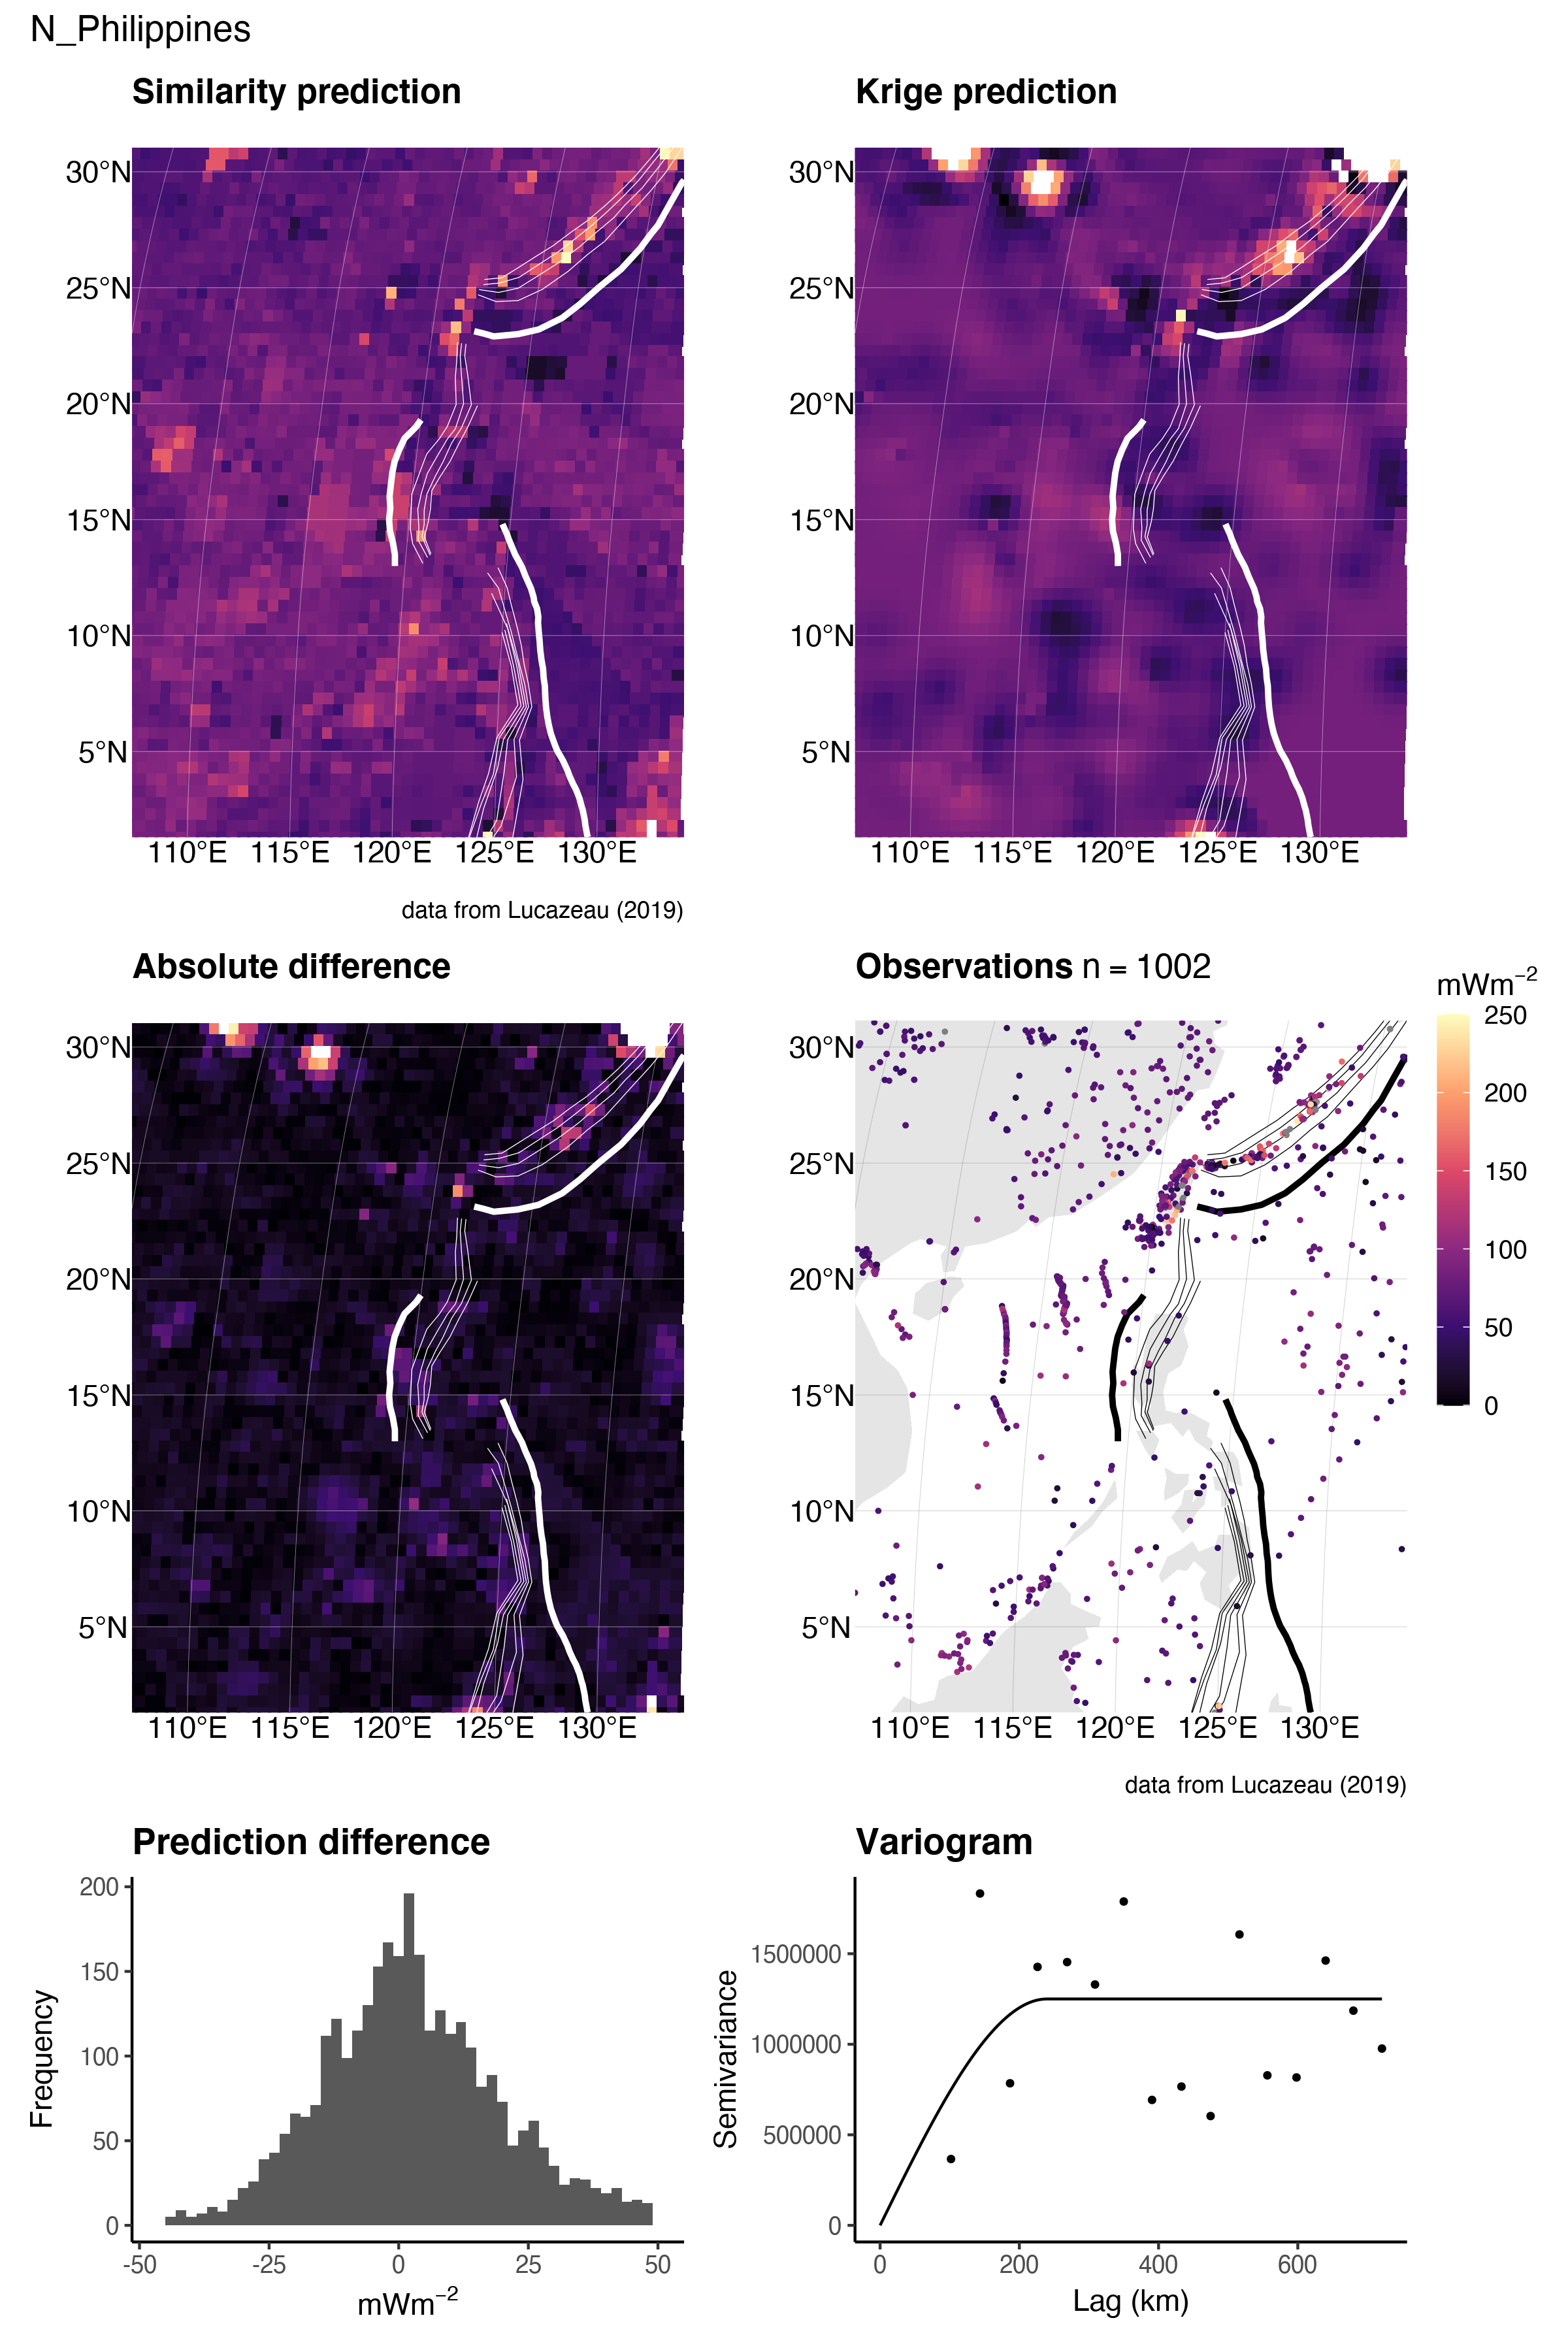 N_Philippines
Similarity prediction
30°N
25°N
20°N
15°N
10°N
5°N
110°E 115°E 120°E 125°E 130°E
data from Lucazeau (2019)
Krige prediction
30°N
25°N
20°N
15°N
10°N
5°N
110°E 115°E 120°E 125°E 130°E
Absolute difference
30°N
25°N
20°N
15°N
10°N
5°N
110°E 115°E 120°E 125°E 130°E
Observations n = 1002
30°N
25°N
20°N
15°N
10°N
5°N
110°E 115°E 120°E 125°E 130°E
data from Lucazeau (2019)
mWm⁻²
250
200
150
100
50
0
Prediction difference
Frequency
200
150
100
50
0
-50 -25 0 25 50
mWm⁻²
Variogram
Semivariance
1500000
1000000
500000
0
0 200 400 600
Lag (km)